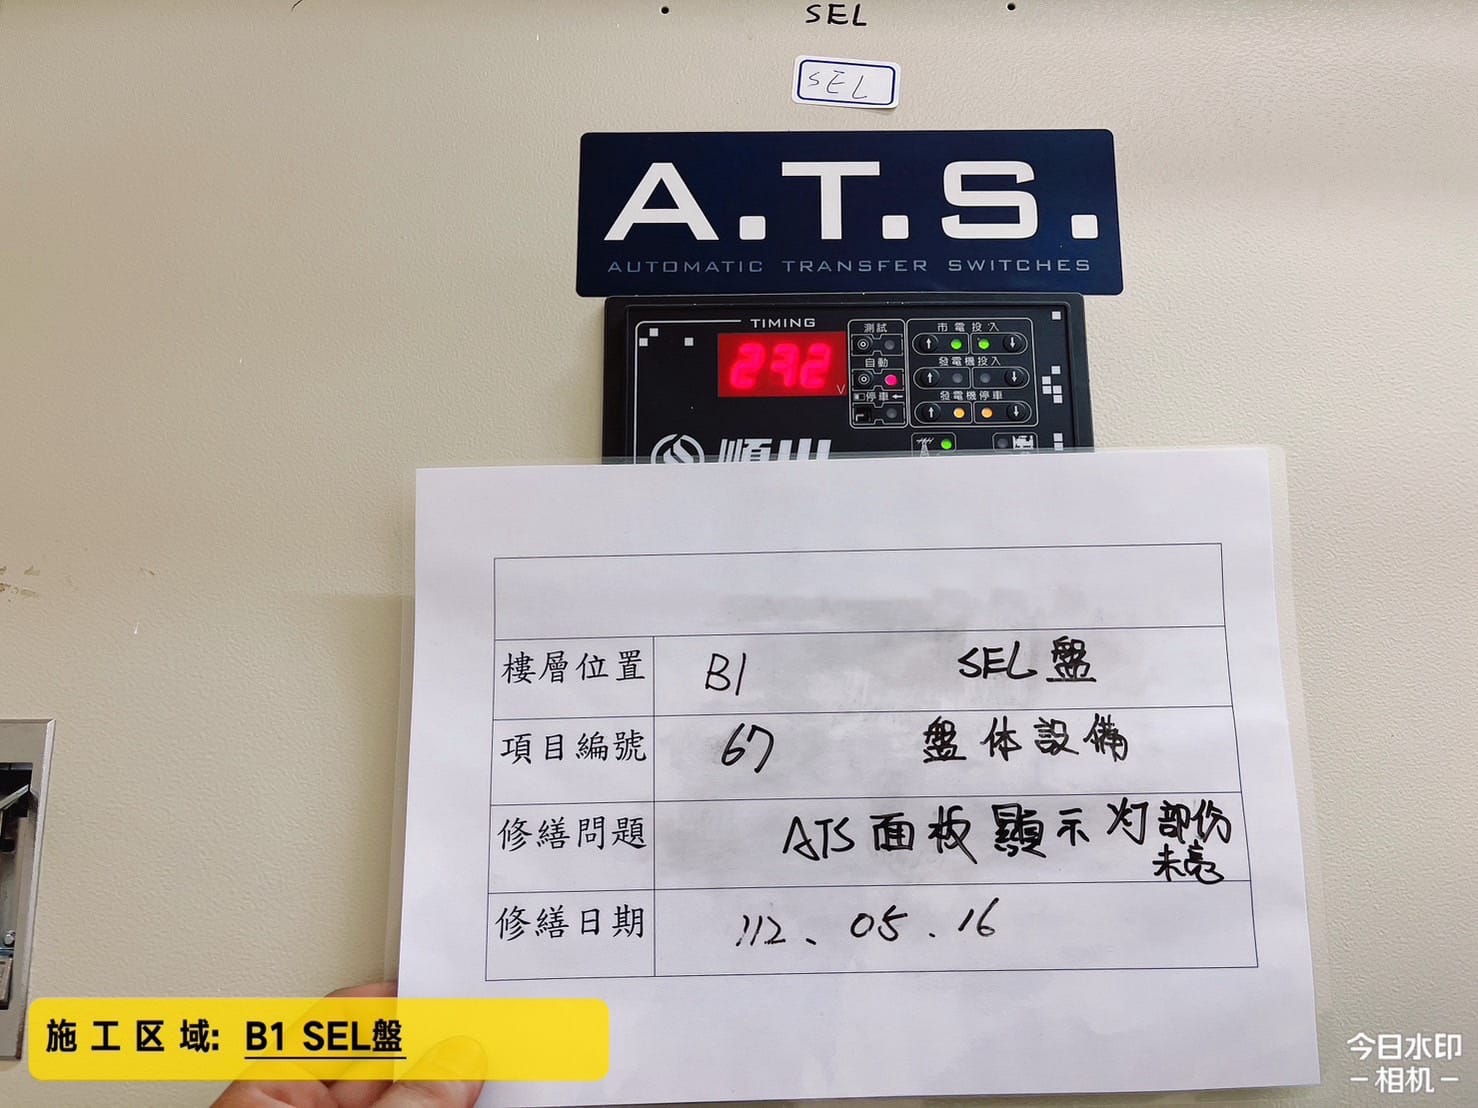 SEL
SEL
A.T.S.
AUTOMATIC TRANSFER SWITCHES
TIMING
測試
市電投入
自動
發電機投入
V
停車
發電機停車
順山
樓層位置 B1 SEL盤
項目編號 67 盤体設備
修繕問題 ATS面板顯示灯部份
未亮
修繕日期 112、05.16
施工区域: B1 SEL盤
今日水印
相机